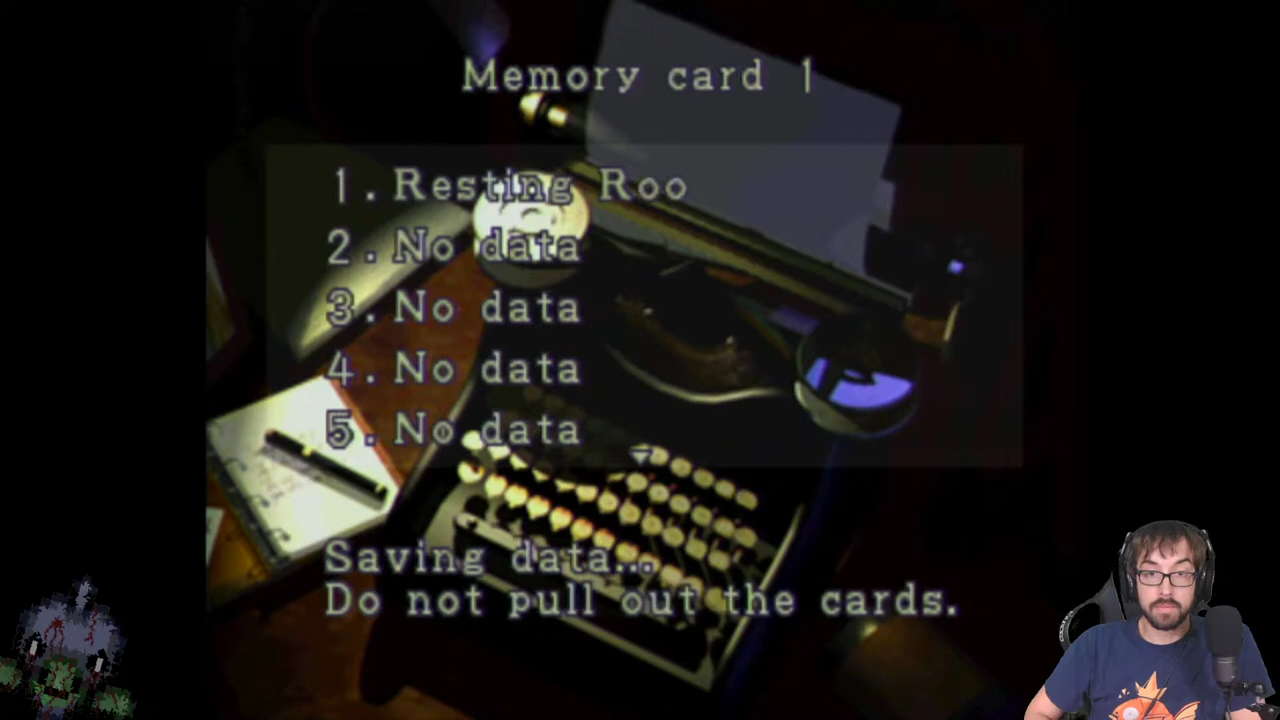 Memory card 1
1. Resting Roo
2. No data
3. No data
4. No data
5. No data
Saving data...
Do not pull out the cards.